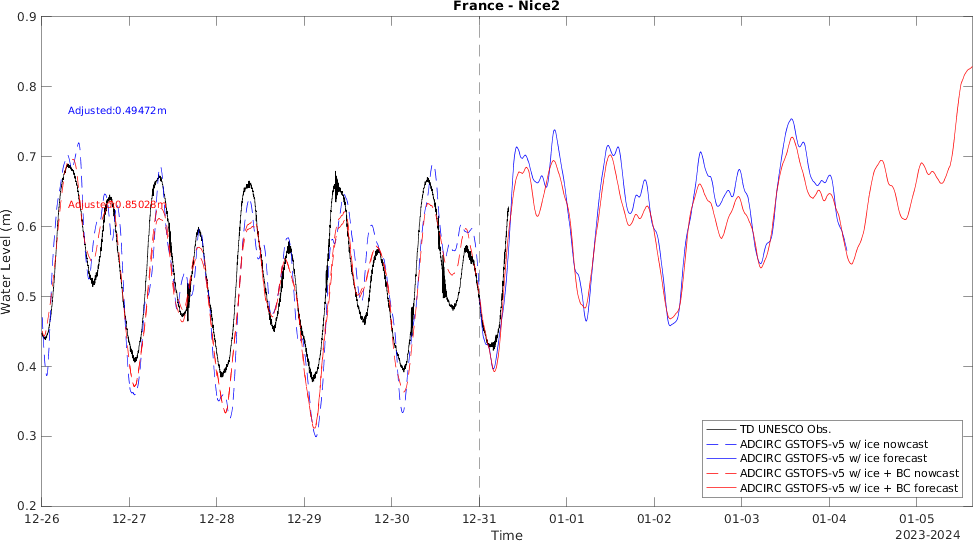 France - Nice2
0.9
0.8
0.7
0.6
0.5
0.4
0.3
0.2
Water Level (m)
Adjusted:0.49472m
Adjusted:0.85028m
TD UNESCO Obs.
ADCIRC GSTOFS-v5 w/ ice nowcast
ADCIRC GSTOFS-v5 w/ ice forecast
ADCIRC GSTOFS-v5 w/ ice + BC nowcast
ADCIRC GSTOFS-v5 w/ ice + BC forecast
12-26 12-27 12-28 12-29 12-30 12-31 01-01 01-02 01-03 01-04 01-05
Time
2023-2024